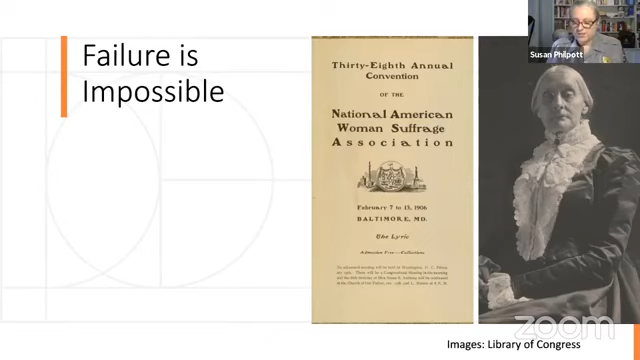 Failure is
Impossible
Susan Philpott
Thirty-Eighth Annual
Convention
OF THE
National American
Woman Suffrage
Association
February 7 to 13, 1906
BALTIMORE, MD.
The Lyric
Admission Free—Collections
zoom
Images: Library of Congress